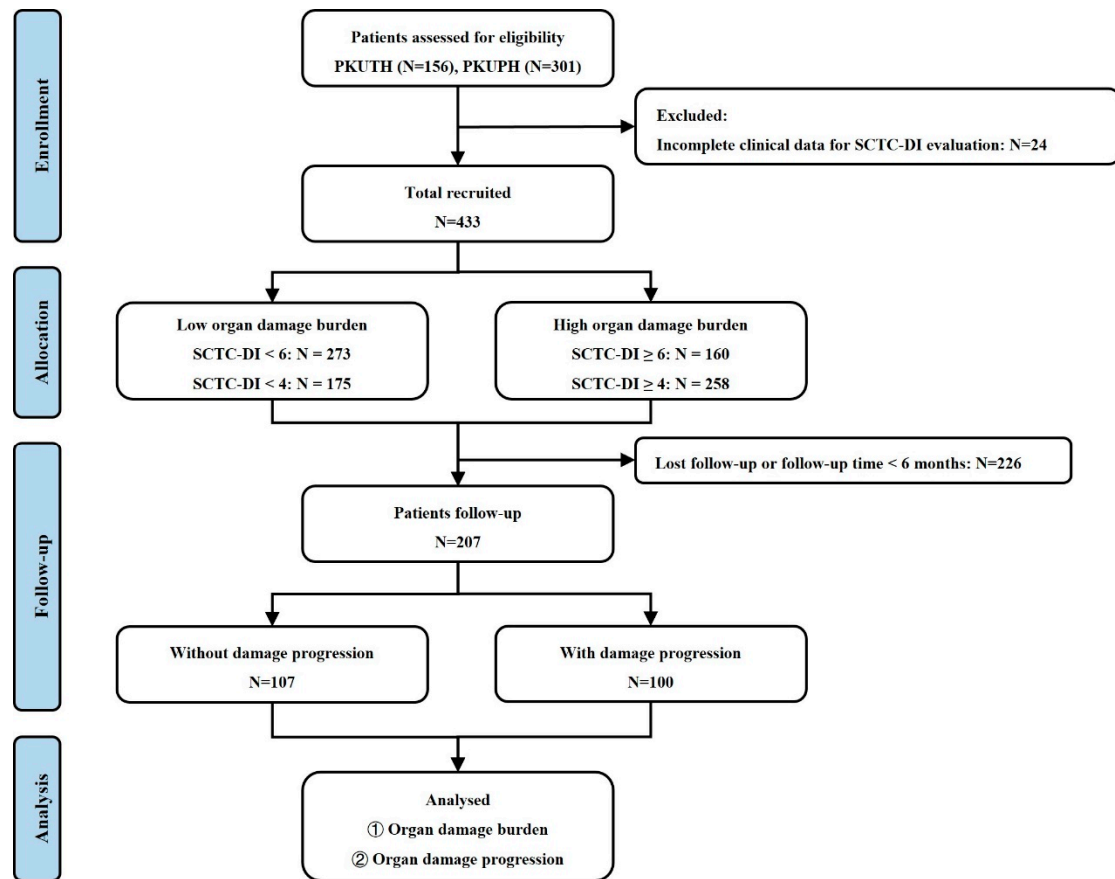 Enrollment
Patients assessed for eligibility
PKUTH (N=156), PKUPH (N=301)
Excluded:
Incomplete clinical data for SCTC-DI evaluation: N=24
Total recruited
N=433
Allocation
Low organ damage burden
SCTC-DI < 6: N = 273
SCTC-DI < 4: N = 175
High organ damage burden
SCTC-DI ≥ 6: N = 160
SCTC-DI ≥ 4: N = 258
Follow-up
Lost follow-up or follow-up time < 6 months: N=226
Patients follow-up
N=207
Without damage progression
N=107
With damage progression
N=100
Analysis
Analysed
① Organ damage burden
② Organ damage progression